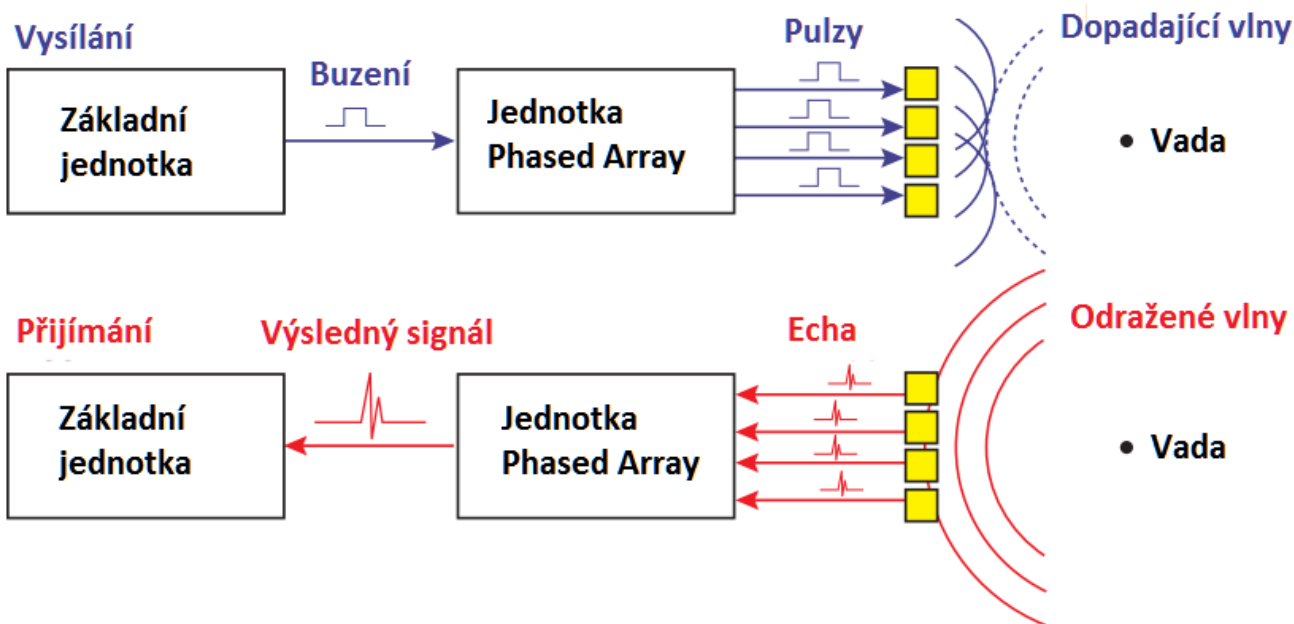 Vysílání
Buzení
Pulzy
Dopadající vlny
Základní
jednotka
Jednotka
Phased Array
• Vada
Přijímání
Výsledný signál
Echa
Odražené vlny
Základní
jednotka
Jednotka
Phased Array
• Vada